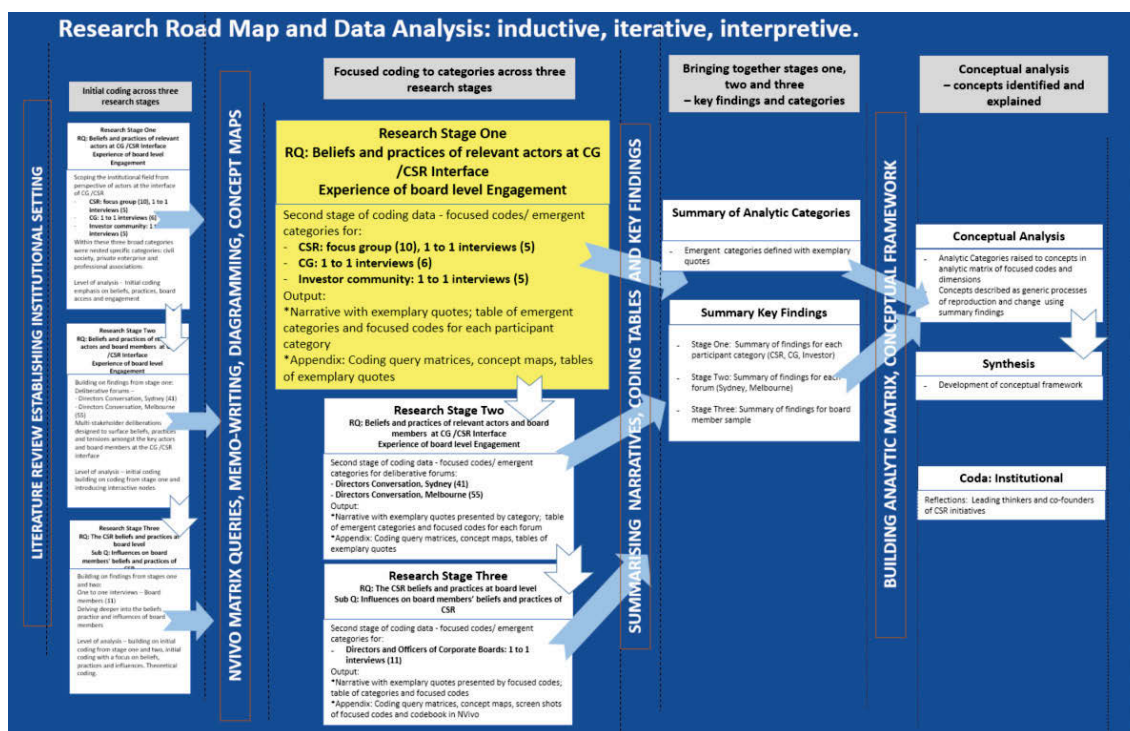 Research Road Map and Data Analysis: inductive, iterative, interpretive.
LITERATURE REVIEW ESTABLISHING INSTITUTIONAL SETTING
Initial coding across three
research stages
Research Stage One
RQ: Beliefs and practices of relevant
actors at CG /CSR Interface
Experience of board level
Engagement
Scoping the institutional field from
perspective of actors at the interface
of CG /CSR
- CSR: focus group (10), 1 to 1
interviews (5)
- CG: 1 to 1 interviews (6)
- Investor community: 1 to
interviews (5)
Within these three broad categories
were nested specific categories: civil
society, private enterprise and
professional associations.
Level of analysis - Initial coding
emphasis on beliefs, practices, board
access and engagement
Research Stage Two
RQ: Beliefs and practices of
actors and board members at
/CSR Interface
Experience of board level
Engagement
Building on findings from stage one:
Deliberative forums –
- Directors Conversation, Sydney (41)
- Directors Conversation, Melbourne
(55)
Multi-stakeholder deliberations
designed to surface beliefs, practices
and tensions amongst the key actors
and board members at the CG /CSR
interface
Level of analysis – initial coding
building on coding from stage one and
introducing interactive nodes.
Research Stage Three
RQ: The CSR beliefs and practices at
board level
Sub Q: Influences on board
members' beliefs and practices of
Building on findings from stages one
and two:
One to one interviews – Board
members (11)
Delving deeper into the beliefs,
practise and influences of board
members
Level of analysis – building on initial
coding from stage one and two, initial
coding with a focus on beliefs,
practices and influences. Theoretical
coding.
NVIVO MATRIX QUERIES, MEMO-WRITING, DIAGRAMMING, CONCEPT MAPS
Focused coding to categories across three
research stages
Research Stage One
RQ: Beliefs and practices of relevant actors at CG
/CSR Interface
Experience of board level Engagement
Second stage of coding data - focused codes/ emergent
categories for:
- CSR: focus group (10), 1 to 1 interviews (5)
- CG: 1 to 1 interviews (6)
- Investor community: 1 to 1 interviews (5)
Output:
*Narrative with exemplary quotes; table of emergent
categories and focused codes for each participant
category
*Appendix: Coding query matrices, concept maps, tables
of exemplary quotes
Research Stage Two
RQ: Beliefs and practices of relevant actors and board
members at CG /CSR Interface
Experience of board level Engagement
Second stage of coding data - focused codes/ emergent
categories for deliberative forums:
- Directors Conversation, Sydney (41)
- Directors Conversation, Melbourne (55)
Output:
*Narrative with exemplary quotes presented by category; table
of emergent categories and focused codes for each forum
*Appendix: Coding query matrices, concept maps, tables of
exemplary quotes
Research Stage Three
RQ: The CSR beliefs and practices at board level
Sub Q: Influences on board members' beliefs and practices of
CSR
Second stage of coding data - focused codes/ emergent
categories for:
- Directors and Officers of Corporate Boards: 1 to 1
interviews (11)
Output:
*Narrative with exemplary quotes presented by focused codes;
table of categories and focused codes
*Appendix: Coding query matrices, concept maps, screen shots
of focused codes and codebook in NVivo
SUMMARISING NARRATIVES, CODING TABLES AND KEY FINDINGS
Bringing together stages one,
two and three
– key findings and categories
Summary of Analytic Categories
- Emergent categories defined with exemplary
quotes
Summary Key Findings
- Stage One: Summary of findings for each
participant category (CSR, CG, Investor)
- Stage Two: Summary of findings for each
forum (Sydney, Melbourne)
- Stage Three: Summary of findings for board
member sample
BUILDING ANALYTIC MATRIX, CONCEPTUAL FRAMEWORK
Conceptual analysis
– concepts identified and
explained
Conceptual Analysis
- Analytic Categories raised to concepts in
analytic matrix of focused codes and
dimensions
Concepts described as generic processes
of reproduction and change using
summary findings
Synthesis
- Development of conceptual framework
Coda: Institutional
Reflections: Leading thinkers and co-founders
of CSR initiatives